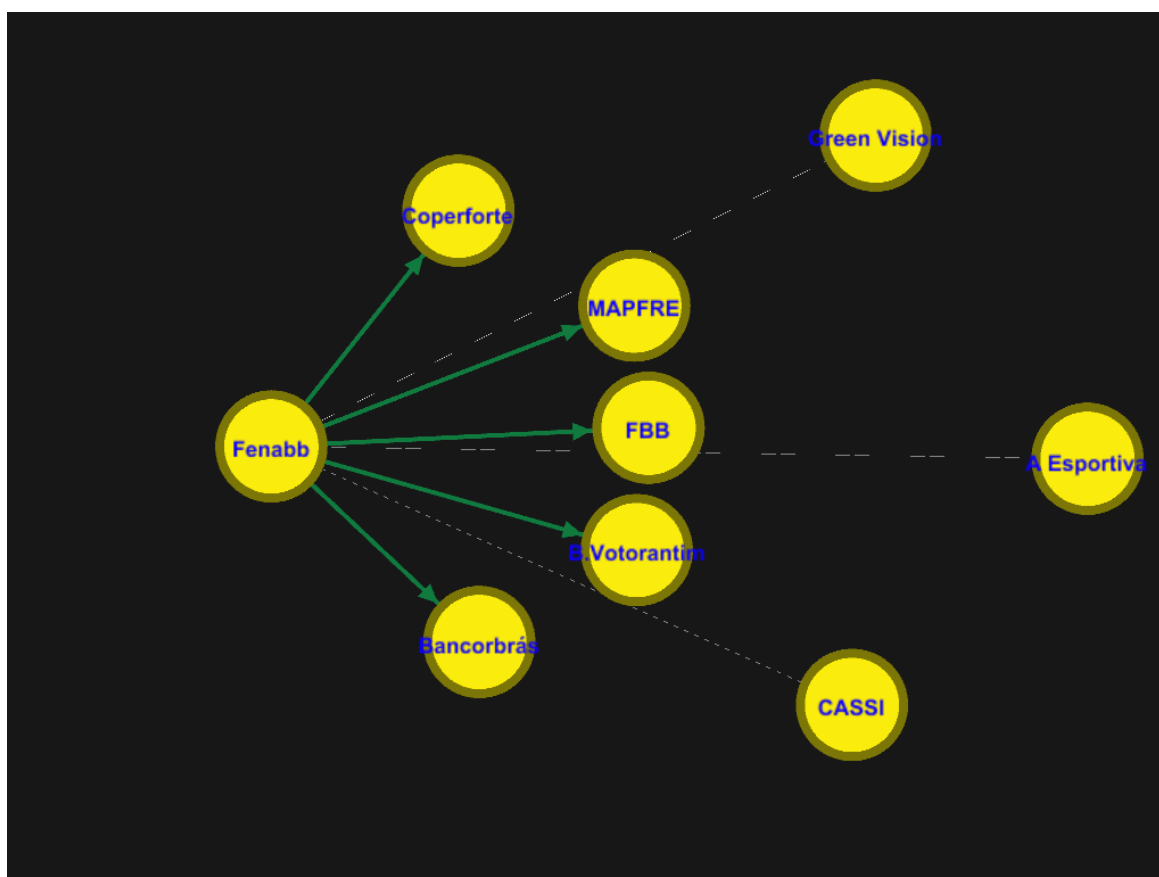 Green Vision
Coperforte
MAPFRE
FBB
Fenabb
A Esportiva
B.Votorantim
Bancorbrás
CASSI